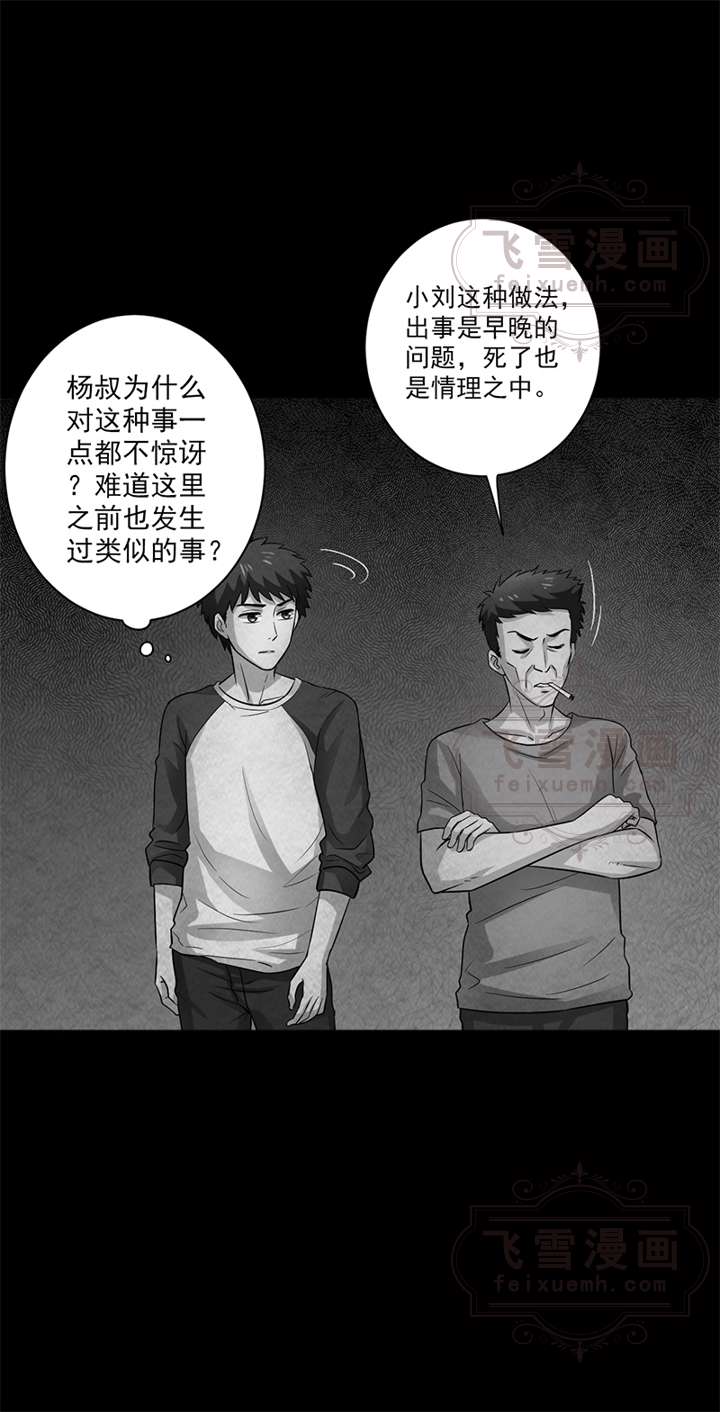 飞雪漫画
feixuemh.com
小刘这种做法，
出事是早晚的
问题，死了也
是情理之中。
杨叔为什么
对这种事一
点都不惊讶
？难道这里
之前也发生
过类似的事？
飞雪漫画
feixuemh.com
飞雪漫画
feixuemh.com